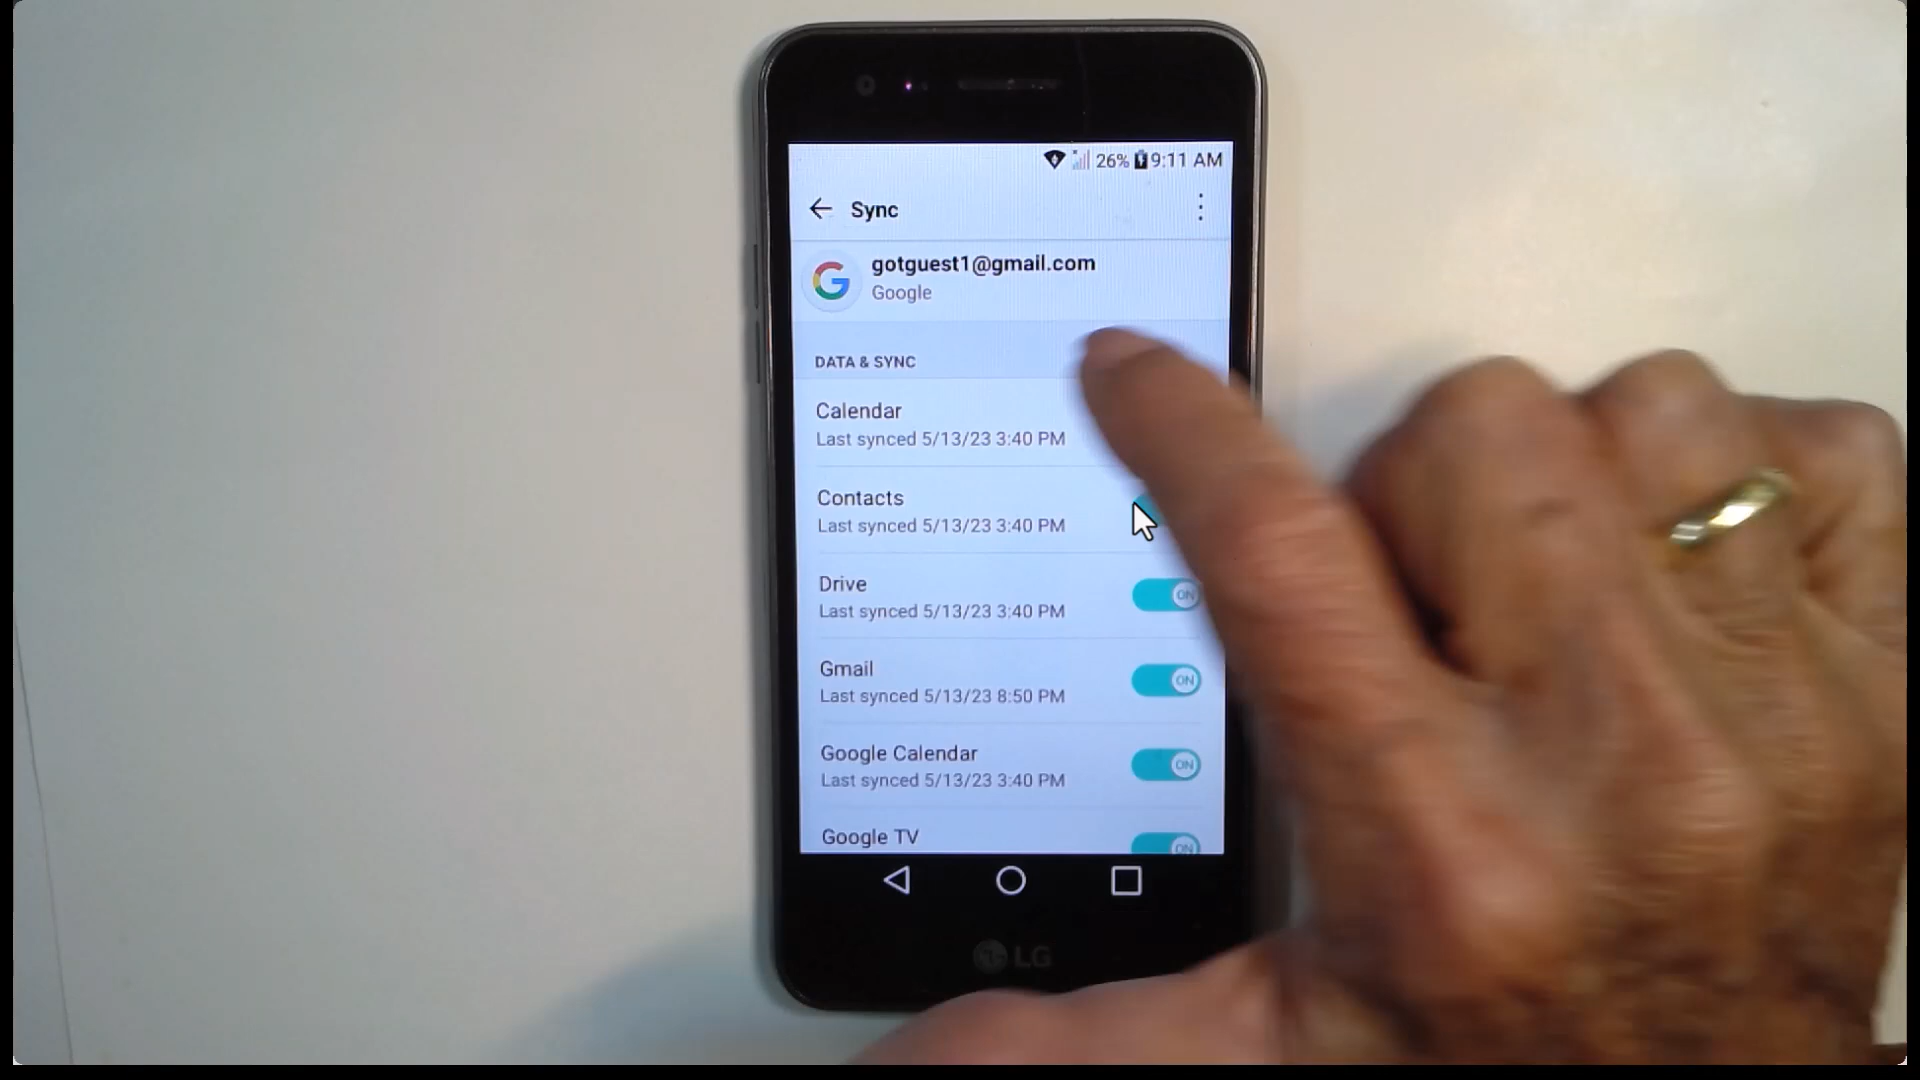 26% 9:11 AM
Sync
gotguest1@gmail.com
Google
DATA & SYNC
Calendar
Last synced 5/13/23 3:40 PM
Contacts
Last synced 5/13/23 3:40 PM
Drive
Last synced 5/13/23 3:40 PM
ON
Gmail
Last synced 5/13/23 8:50 PM
ON
Google Calendar
Last synced 5/13/23 3:40 PM
ON
Google TV
ON
LG